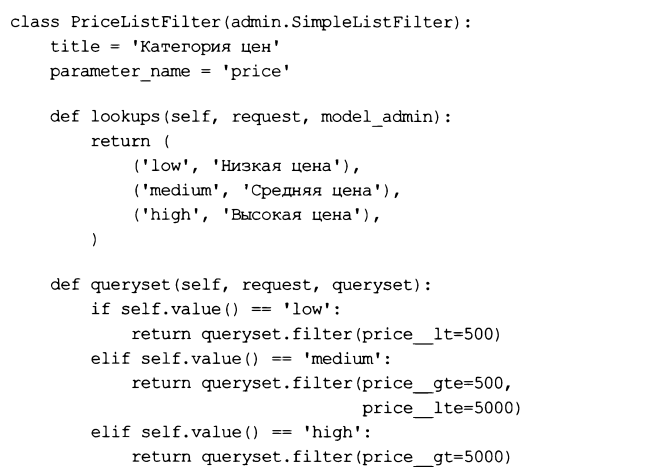 class PriceListFilter(admin.SimpleListFilter):
    title = 'Категория цен'
    parameter_name = 'price'

    def lookups(self, request, model_admin):
        return (
            ('low', 'Низкая цена'),
            ('medium', 'Средняя цена'),
            ('high', 'Высокая цена'),
        )

    def queryset(self, request, queryset):
        if self.value() == 'low':
            return queryset.filter(price__lt=500)
        elif self.value() == 'medium':
            return queryset.filter(price__gte=500,
                                   price__lte=5000)
        elif self.value() == 'high':
            return queryset.filter(price__gt=5000)